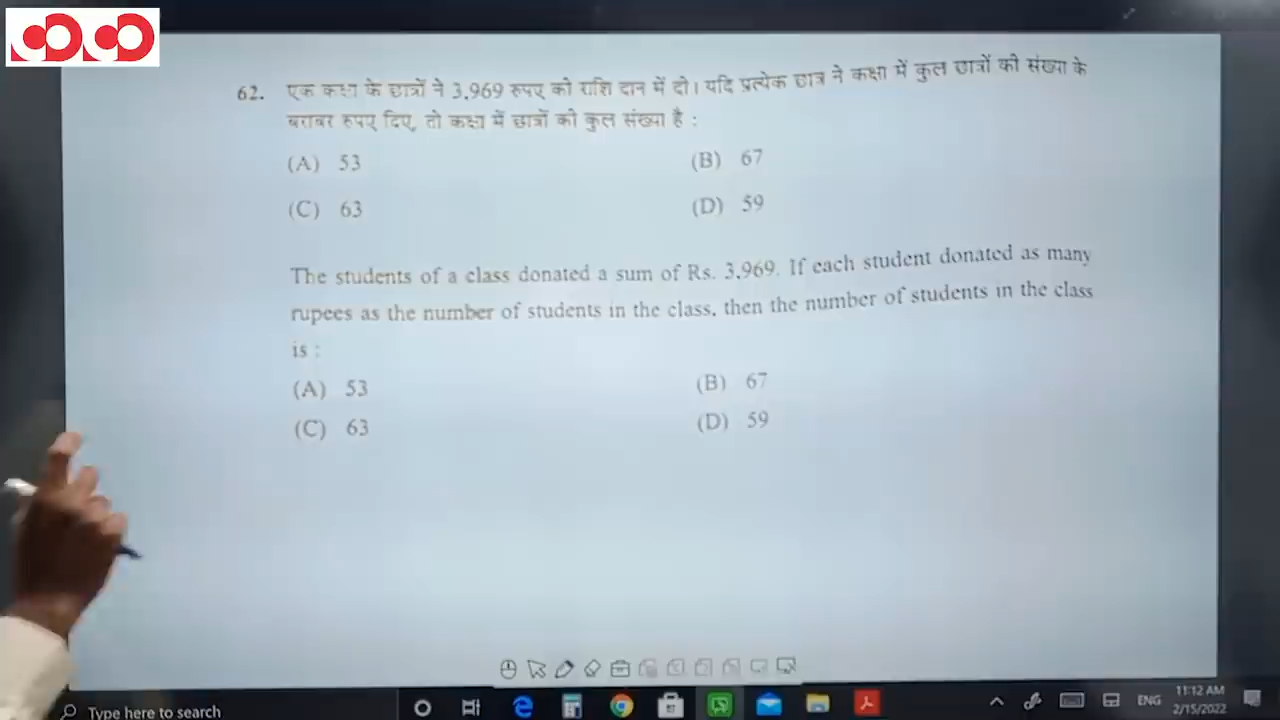 62. एक कक्षा के छात्रों ने 3,969 रुपए की राशि दान में दी। यदि प्रत्येक छात्र ने कक्षा में कुल छात्रों की संख्या के
बराबर रुपए दिए, तो कक्षा में छात्रों की कुल संख्या है :
(A) 53 (B) 67
(C) 63 (D) 59
The students of a class donated a sum of Rs. 3,969. If each student donated as many
rupees as the number of students in the class, then the number of students in the class
is :
(A) 53 (B) 67
(C) 63 (D) 59
Type here to search
ENG
11:12 AM
2/15/2022